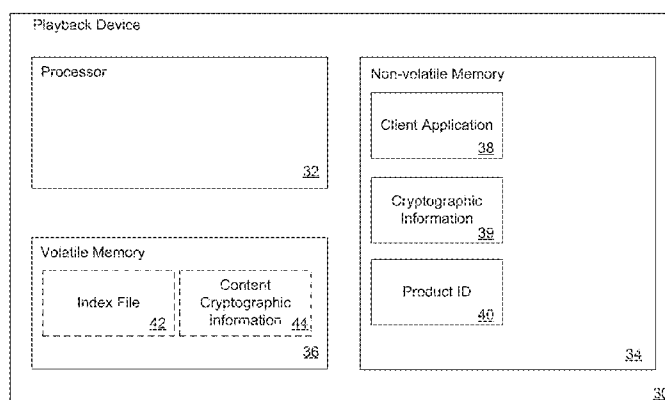 Playback Device
Processor
32
Non-volatile Memory
Client Application
38
Cryptographic
Information
39
Product ID
40
34
Volatile Memory
Index File
42
Content
Cryptographic
Information
44
36
30